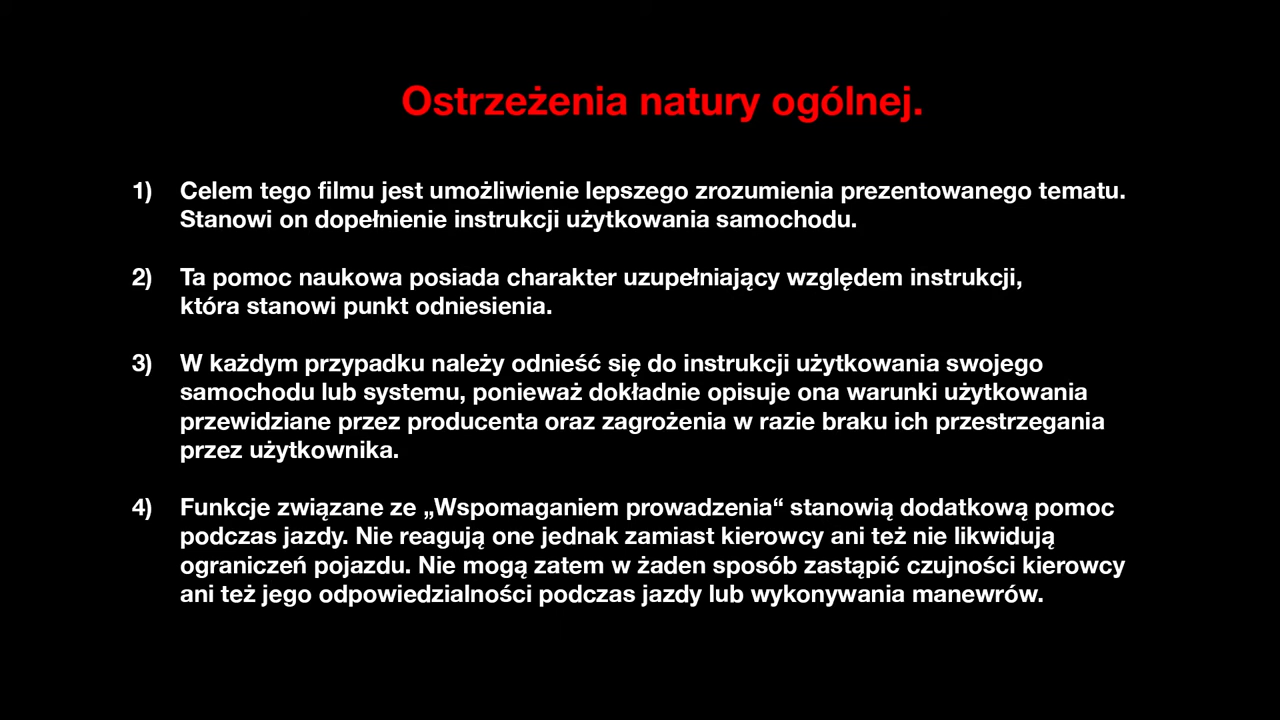 Ostrzeżenia natury ogólnej.
1) Celem tego filmu jest umożliwienie lepszego zrozumienia prezentowanego tematu.
Stanowi on dopełnienie instrukcji użytkowania samochodu.
2) Ta pomoc naukowa posiada charakter uzupełniający względem instrukcji,
która stanowi punkt odniesienia.
3) W każdym przypadku należy odnieść się do instrukcji użytkowania swojego
samochodu lub systemu, ponieważ dokładnie opisuje ona warunki użytkowania
przewidziane przez producenta oraz zagrożenia w razie braku ich przestrzegania
przez użytkownika.
4) Funkcje związane ze „Wspomaganiem prowadzenia“ stanowią dodatkową pomoc
podczas jazdy. Nie reagują one jednak zamiast kierowcy ani też nie likwidują
ograniczeń pojazdu. Nie mogą zatem w żaden sposób zastąpić czujności kierowcy
ani też jego odpowiedzialności podczas jazdy lub wykonywania manewrów.